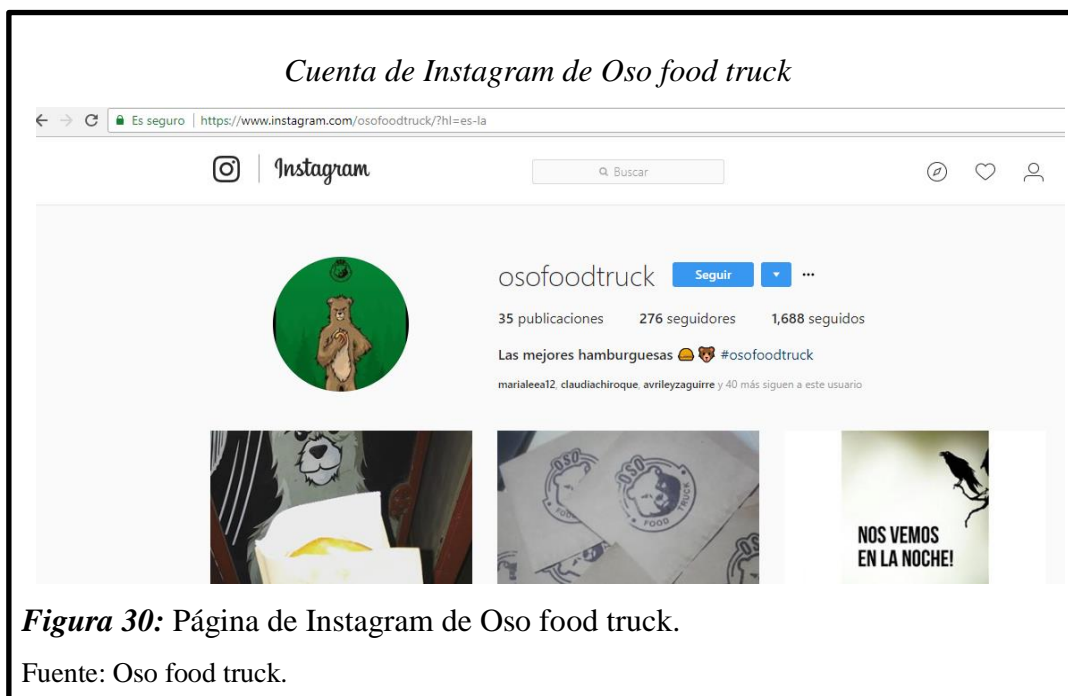 Cuenta de Instagram de Oso food truck
Es seguro | https://www.instagram.com/osofoodtruck/?hl=es-la
Instagram
Buscar
osofoodtruck Seguir
35 publicaciones 276 seguidores 1,688 seguidos
Las mejores hamburguesas #osofoodtruck
marialeea12, claudiachiroque, avrileyzaguirre y 40 más siguen a este usuario
OSO
OSO
FOOD TRUCK
NOS VEMOS
EN LA NOCHE!
Figura 30: Página de Instagram de Oso food truck.
Fuente: Oso food truck.